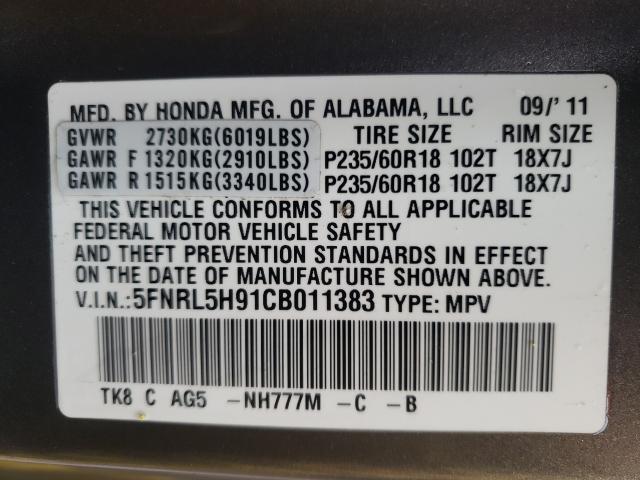 MFD. BY HONDA MFG. OF ALABAMA, LLC 09/'11
GVWR 2730KG(6019LBS) TIRE SIZE RIM SIZE
GAWR F 1320KG(2910LBS) P235/60R18 102T 18X7J
GAWR R 1515KG(3340LBS) P235/60R18 102T 18X7J
THIS VEHICLE CONFORMS TO ALL APPLICABLE
FEDERAL MOTOR VEHICLE SAFETY
AND THEFT PREVENTION STANDARDS IN EFFECT
ON THE DATE OF MANUFACTURE SHOWN ABOVE.
V.I.N.:5FNRL5H91CB011383 TYPE: MPV
TK8 C AG5 -NH777M -C -B